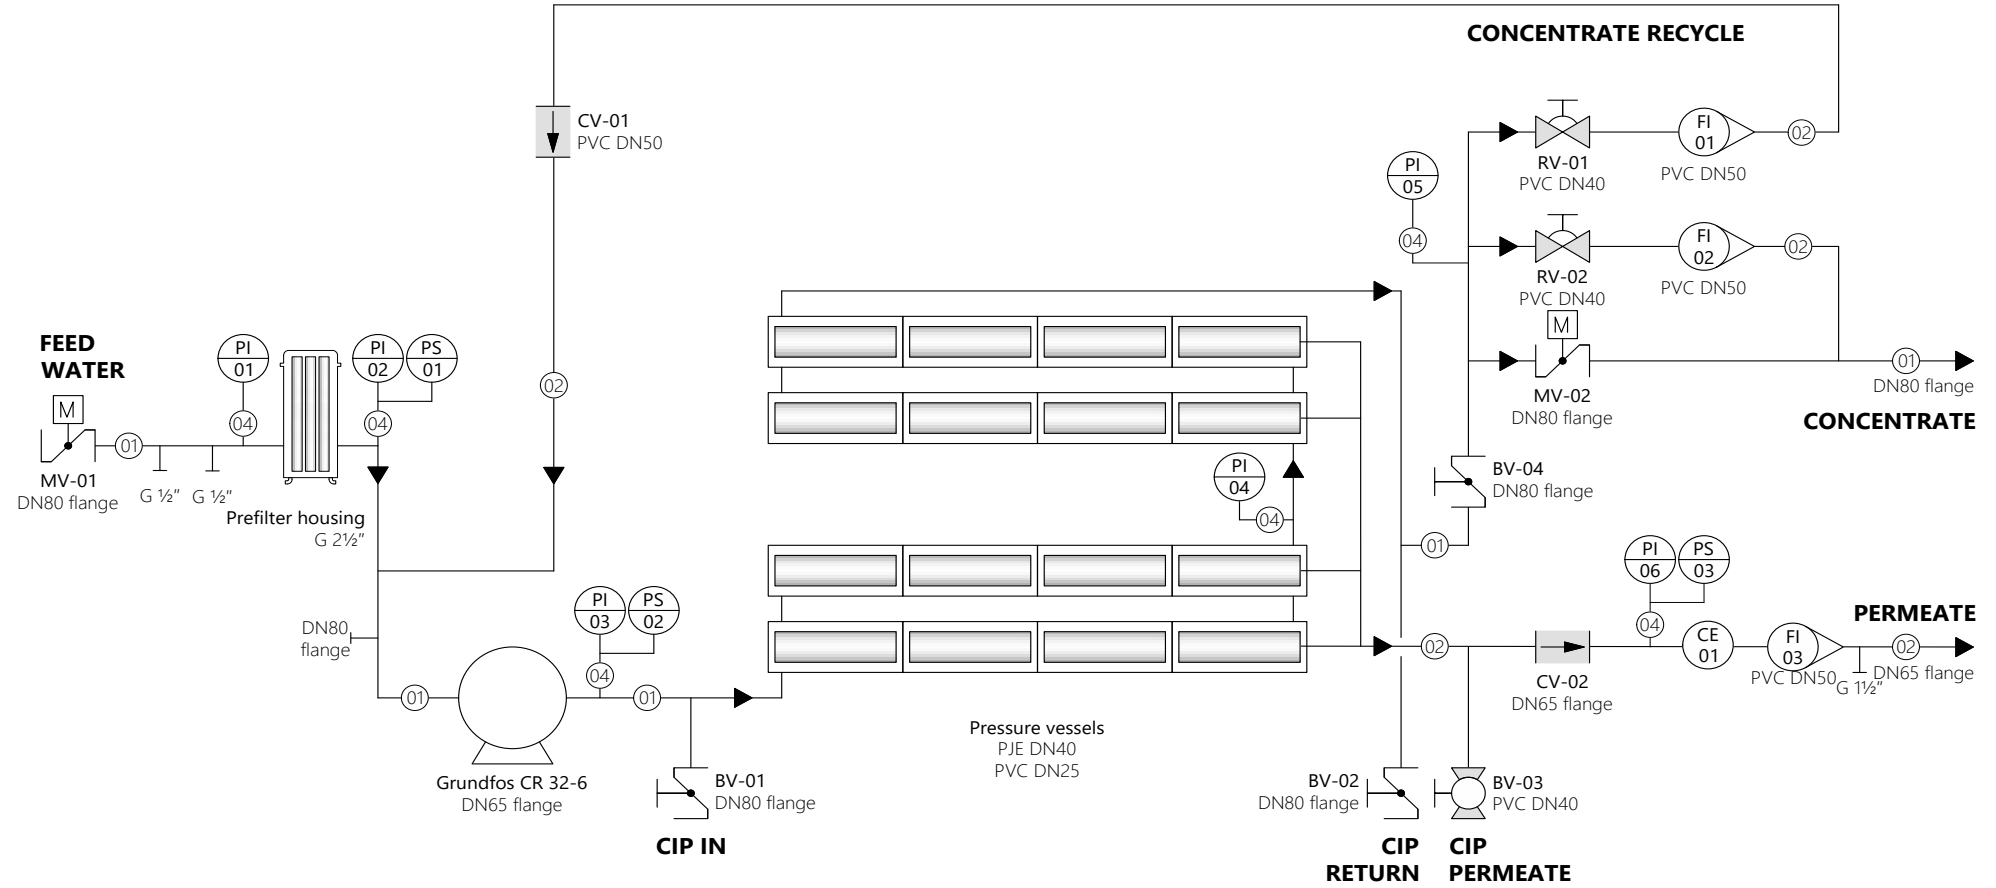 CONCENTRATE RECYCLE
CV-01
PVC DN50
FI
01
02
RV-01
PVC DN40
PVC DN50
PI
05
04
FI
02
02
RV-02
PVC DN40
PVC DN50
M
MV-02
DN80 flange
01
DN80 flange
CONCENTRATE
FEED
WATER
M
01
MV-01
DN80 flange
G ½"
G ½"
PI
01
04
PI
02
PS
01
04
Prefilter housing
G 2½"
02
PI
04
04
BV-04
DN80 flange
01
DN80
flange
01
PI
03
PS
02
04
01
Grundfos CR 32-6
DN65 flange
BV-01
DN80 flange
CIP IN
Pressure vessels
PJE DN40
PVC DN25
02
PI
06
PS
03
04
CV-02
DN65 flange
CE
01
FI
03
PVC DN50
G 1½"
PERMEATE
02
DN65 flange
BV-02
DN80 flange
CIP
RETURN
BV-03
PVC DN40
CIP
PERMEATE